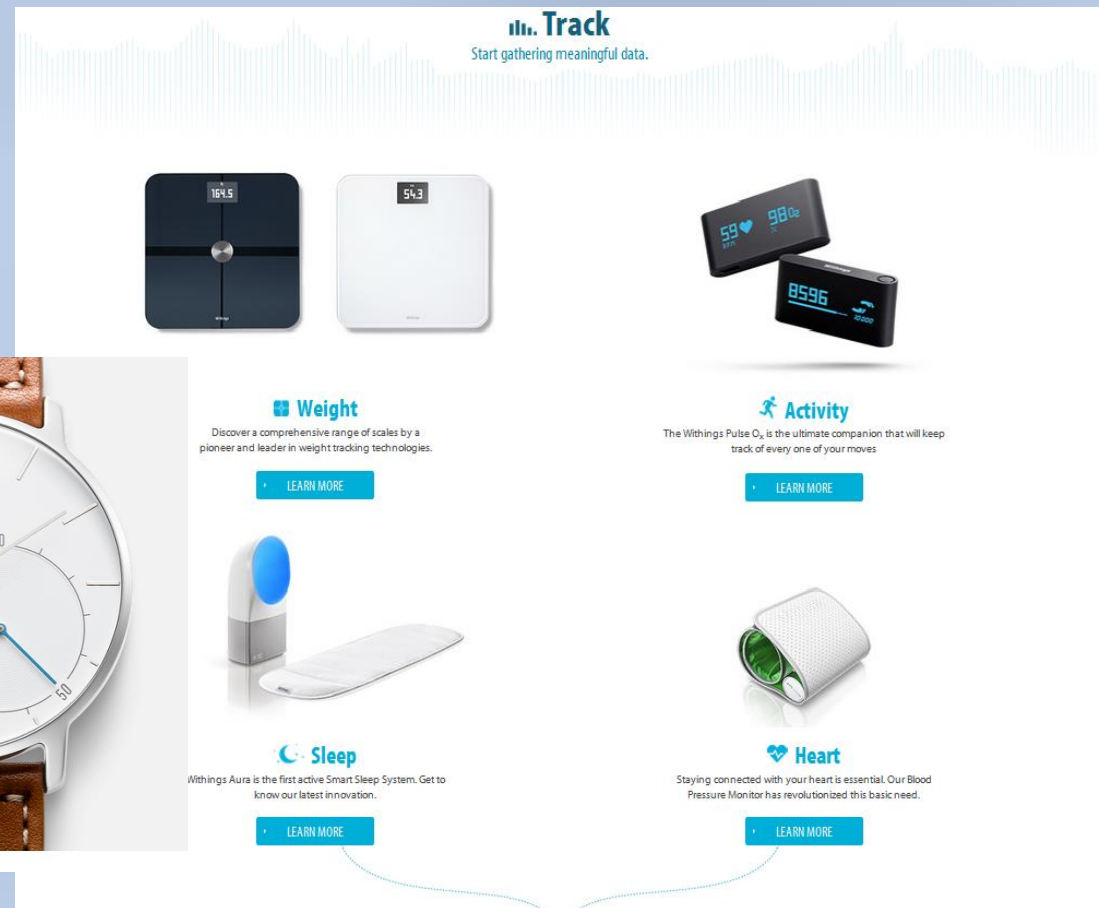 Track
Start gathering meaningful data.
164.5
54.3
59 98 O₂
8596
10000
Withings
Weight
Discover a comprehensive range of scales by a
pioneer and leader in weight tracking technologies.
LEARN MORE
Activity
The Withings Pulse Oₓ is the ultimate companion that will keep
track of every one of your moves
LEARN MORE
50
Sleep
Withings Aura is the first active Smart Sleep System. Get to
know our latest innovation.
LEARN MORE
Heart
Staying connected with your heart is essential. Our Blood
Pressure Monitor has revolutionized this basic need.
LEARN MORE